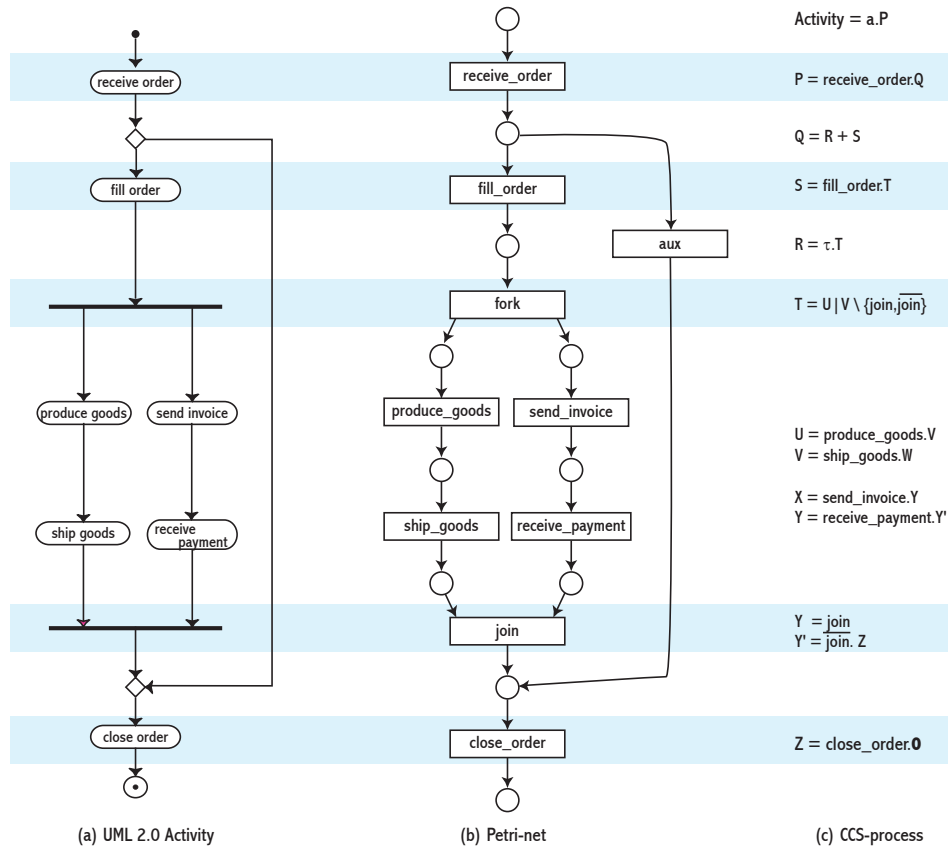 Activity = a.P
receive order
receive_order
P = receive_order.Q
Q = R + S
fill order
fill_order
S = fill_order.T
aux
R = τ.T
fork
T = U | V \ {join,j̅o̅i̅n̅}
produce goods
send invoice
produce_goods
send_invoice
U = produce_goods.V
V = ship_goods.W
X = send_invoice.Y
Y = receive_payment.Y'
ship goods
receive
payment
ship_goods
receive_payment
join
Y = join
Y' = j̅o̅i̅n̅. Z
close order
close_order
Z = close_order.0
(a) UML 2.0 Activity
(b) Petri-net
(c) CCS-process